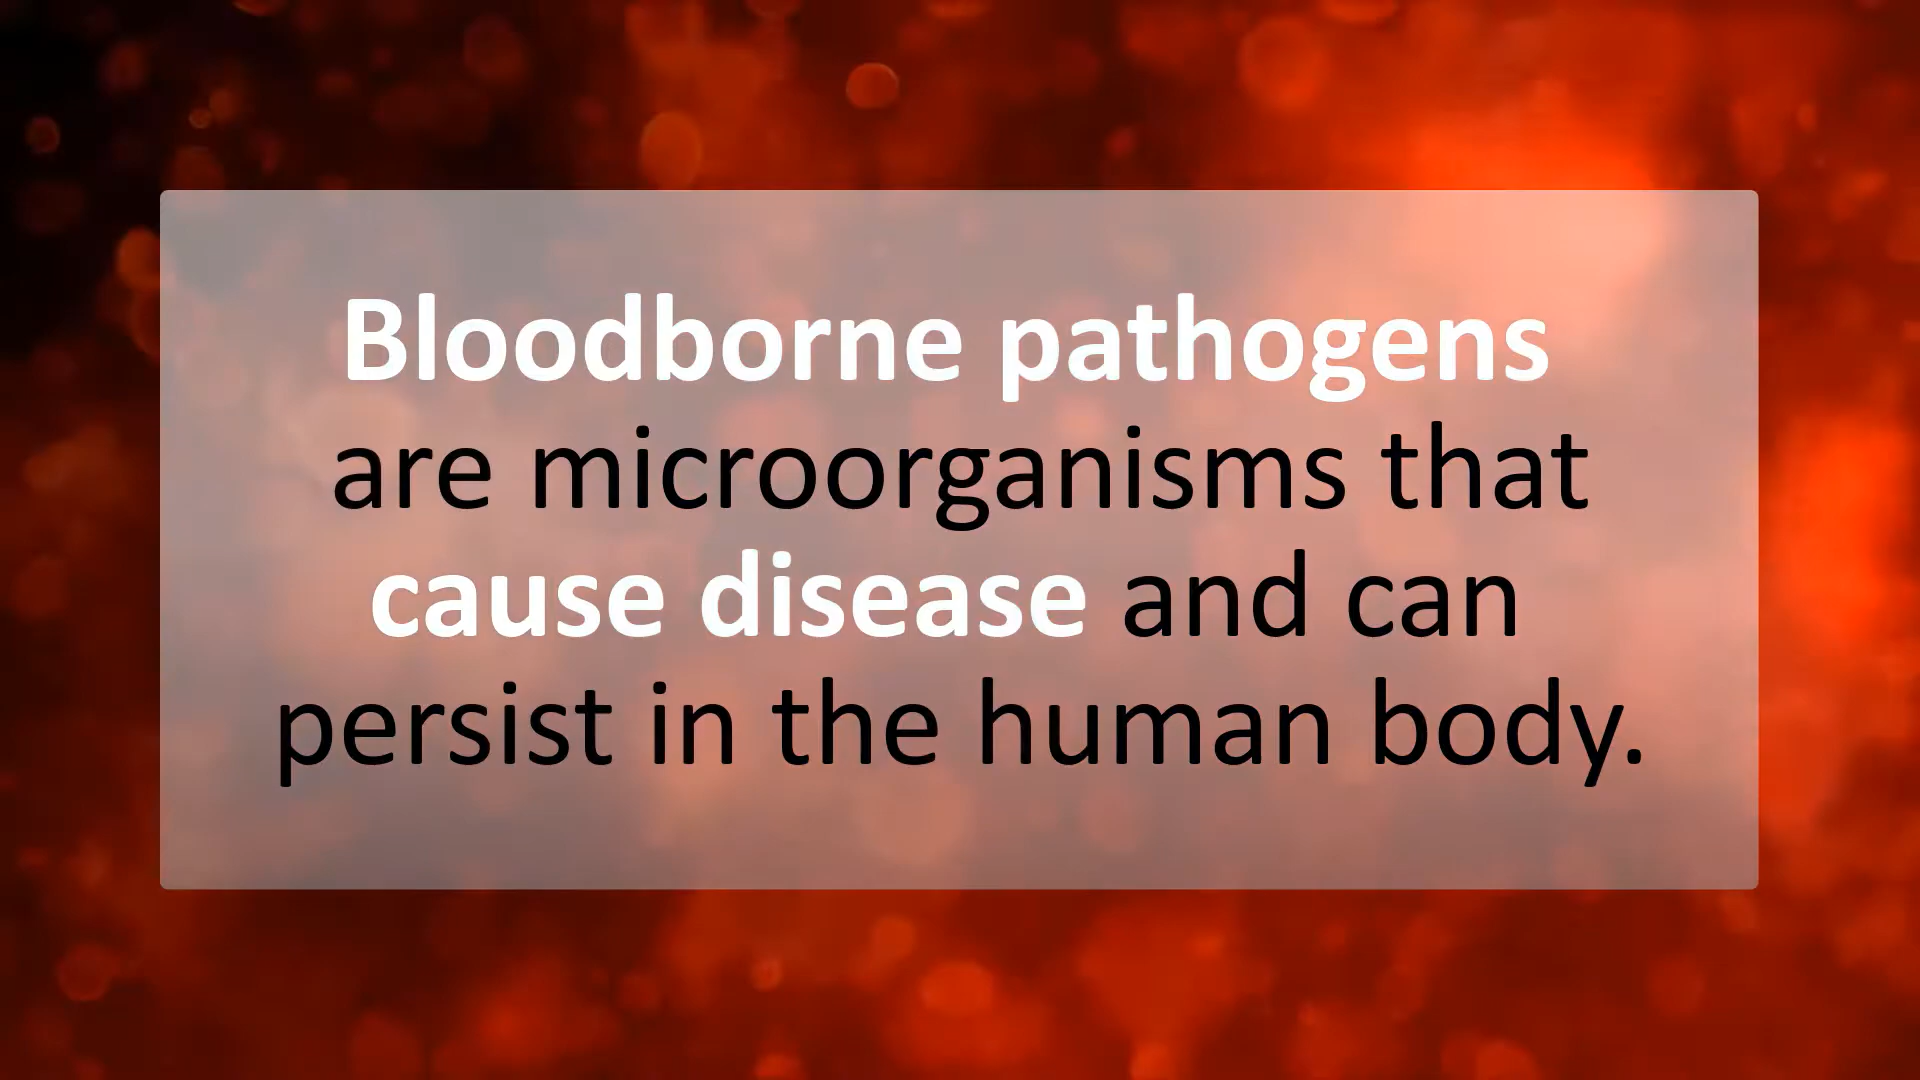 Bloodborne pathogens
are microorganisms that
cause disease and can
persist in the human body.